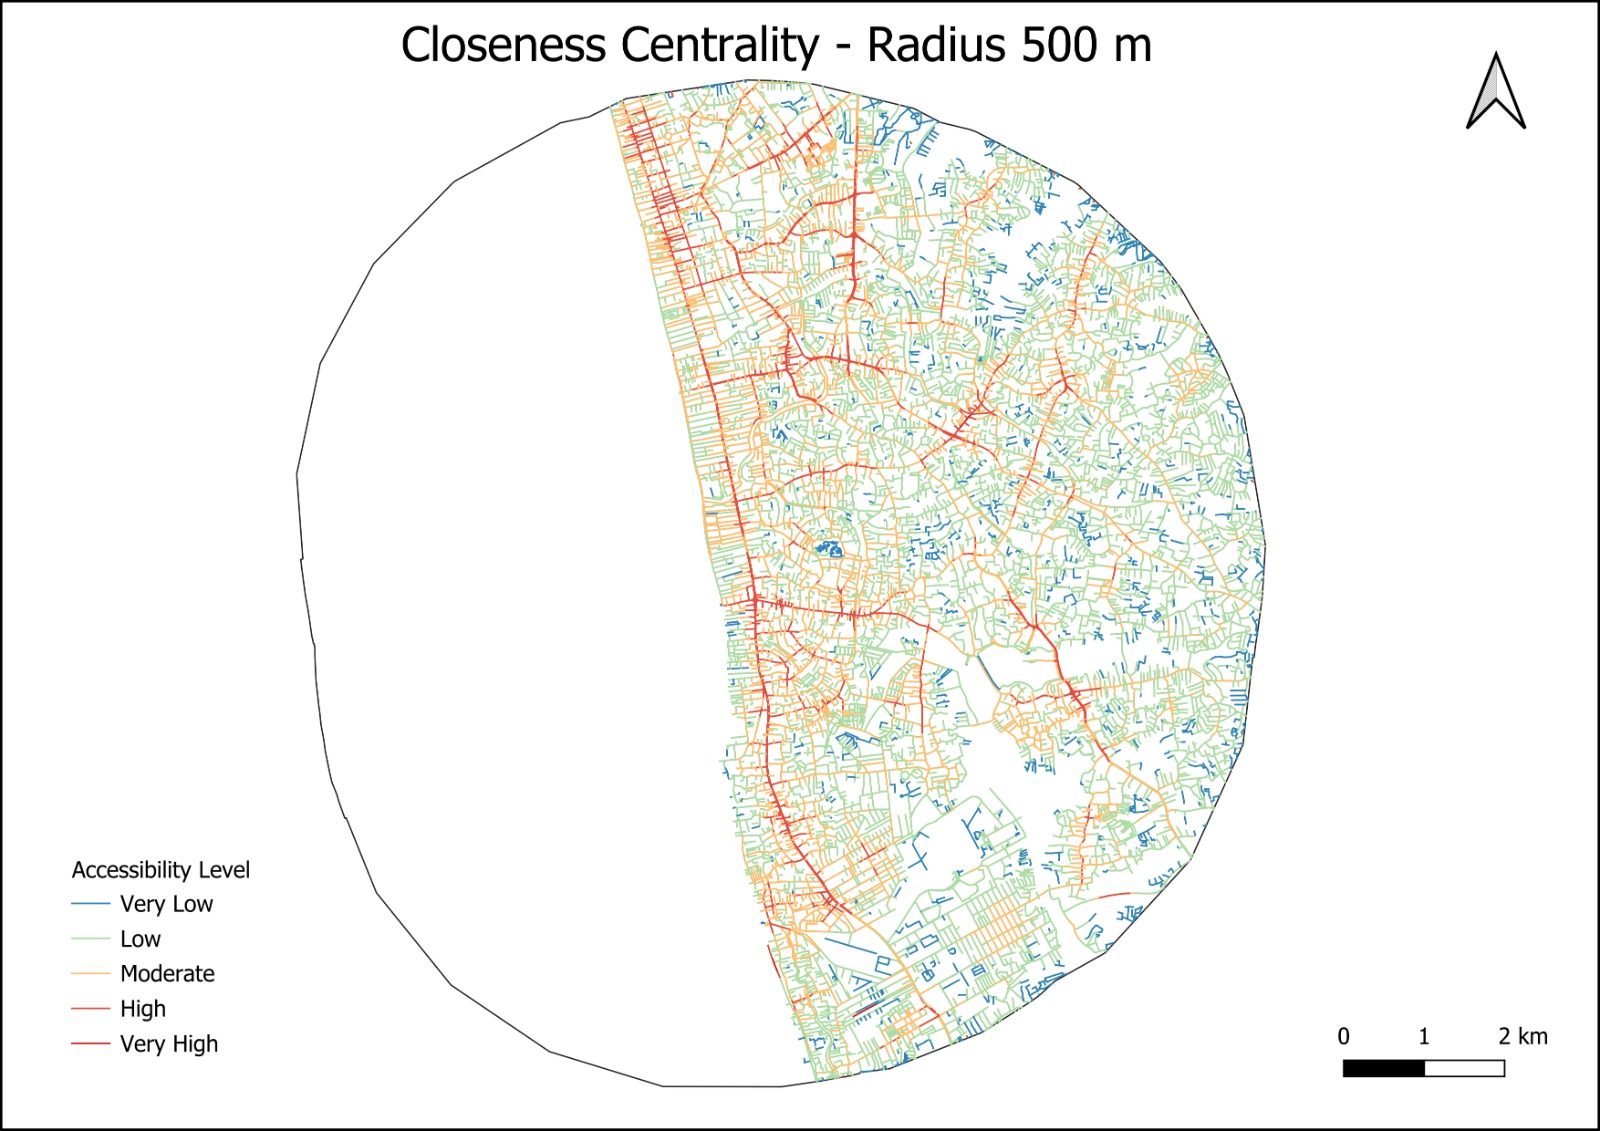 Closeness Centrality - Radius 500 m
Accessibility Level
Very Low
Low
Moderate
High
Very High
0 1 2 km